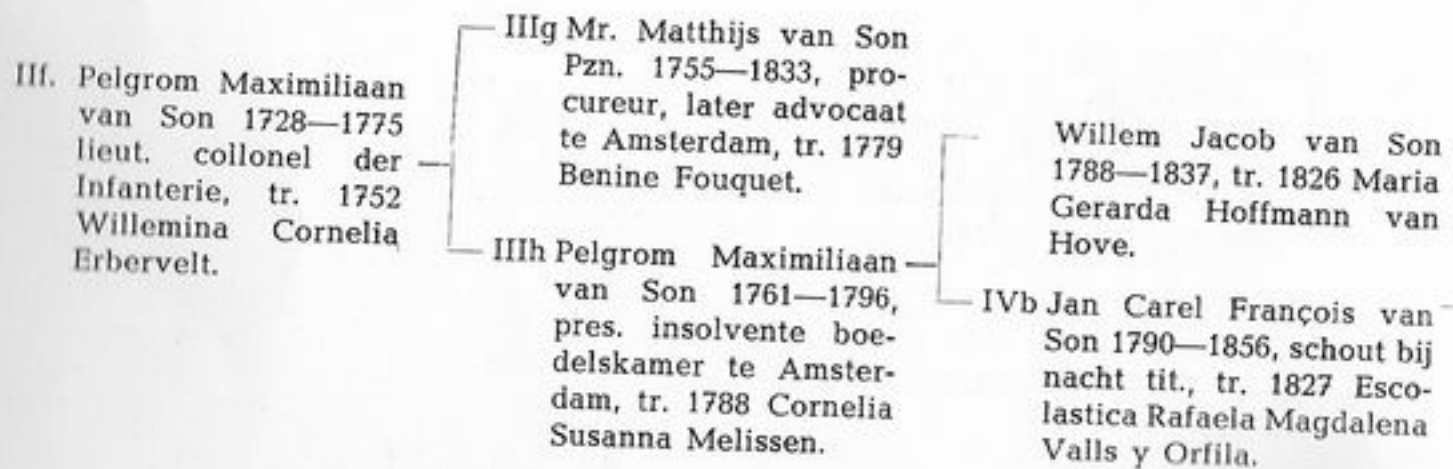 IIf. Pelgrom Maximiliaan
van Son 1728—1775
lieut. collonel der
Infanterie, tr. 1752
Willemina Cornelia
Erbervelt.
IIIg Mr. Matthijs van Son
Pzn. 1755—1833, pro-
cureur, later advocaat
te Amsterdam, tr. 1779
Benine Fouquet.
IIIh Pelgrom Maximiliaan
van Son 1761—1796,
pres. insolvente boe-
delskamer te Amster-
dam, tr. 1788 Cornelia
Susanna Melissen.
Willem Jacob van Son
1788—1837, tr. 1826 Maria
Gerarda Hoffmann van
Hove.
IVb Jan Carel François van
Son 1790—1856, schout bij
nacht tit., tr. 1827 Esco-
lastica Rafaela Magdalena
Valls y Orfila.